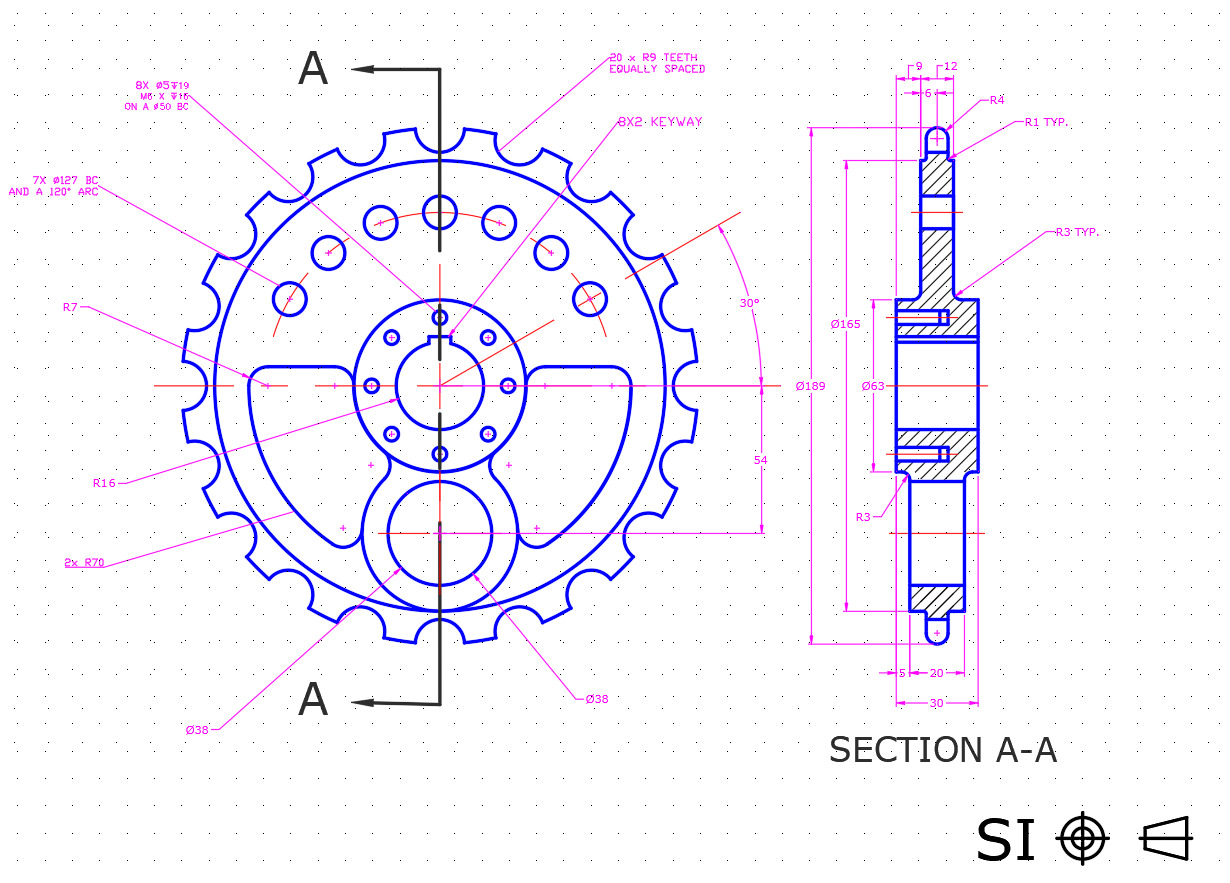 A
20 x R9 TEETH
EQUALLY SPACED
8X Ø5↧19
M6 X ↧16
ON A Ø50 BC
8X2 KEYWAY
7X Ø127 BC
AND A 120° ARC
R7
R16
2x R70
Ø38
Ø38
30°
54
A
9
12
6
R4
R1 TYP.
R3 TYP.
Ø165
Ø189
Ø63
R3
5
20
30
SECTION A-A
SI